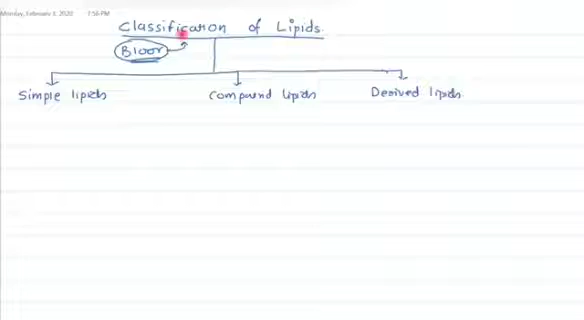 Monday, February 3, 2020 7:58 PM
Classification of Lipids.
Bloor
Simple lipids Compound lipids Derived lipids